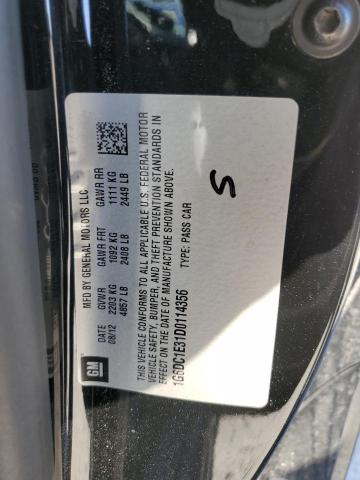 MFD BY GENERAL MOTORS LLC
DATE GVWR GAWR FRT GAWR RR
08/12 2203 KG 1092 KG 1111 KG
4857 LB 2408 LB 2449 LB
THIS VEHICLE CONFORMS TO ALL APPLICABLE U.S. FEDERAL MOTOR
VEHICLE SAFETY, BUMPER, AND THEFT PREVENTION STANDARDS IN
EFFECT ON THE DATE OF MANUFACTURE SHOWN ABOVE.
1G6DC1E31D0114356 TYPE: PASS CAR
GM
5